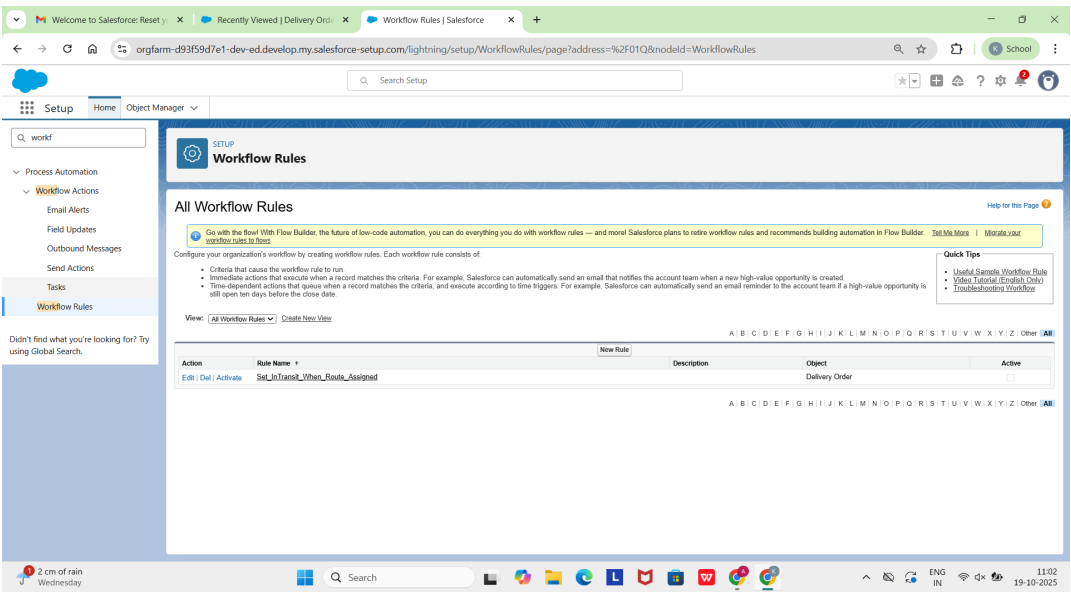 Welcome to Salesforce: Reset y
Recently Viewed | Delivery Orde
Workflow Rules | Salesforce
orgfarm-d93f59d7e1-dev-ed.develop.my.salesforce-setup.com/lightning/setup/WorkflowRules/page?address=%2F01Q&nodeId=WorkflowRules
K School
Search Setup
2
Setup Home Object Manager
workf
Process Automation
Workflow Actions
Email Alerts
Field Updates
Outbound Messages
Send Actions
Tasks
Workflow Rules
Didn't find what you're looking for? Try
using Global Search.
SETUP
Workflow Rules
All Workflow Rules
Help for this Page
Go with the flow! With Flow Builder, the future of low-code automation, you can do everything you do with workflow rules — and more! Salesforce plans to retire workflow rules and recommends building automation in Flow Builder. Tell Me More | Migrate your
workflow rules to flows
Configure your organization's workflow by creating workflow rules. Each workflow rule consists of:
Criteria that cause the workflow rule to run.
Immediate actions that execute when a record matches the criteria. For example, Salesforce can automatically send an email that notifies the account team when a new high-value opportunity is created.
Time-dependent actions that queue when a record matches the criteria, and execute according to time triggers. For example, Salesforce can automatically send an email reminder to the account team if a high-value opportunity is
still open ten days before the close date.
Quick Tips
Useful Sample Workflow Rule
Video Tutorial (English Only)
Troubleshooting Workflow
View: All Workflow Rules Create New View
A | B | C | D | E | F | G | H | I | J | K | L | M | N | O | P | Q | R | S | T | U | V | W | X | Y | Z | Other All
New Rule
Action Rule Name Description Object Active
Edit | Del | Activate Set_InTransit_When_Route_Assigned Delivery Order
A | B | C | D | E | F | G | H | I | J | K | L | M | N | O | P | Q | R | S | T | U | V | W | X | Y | Z | Other All
1
2 cm of rain
Wednesday
Search
ENG
IN
11:02
19-10-2025